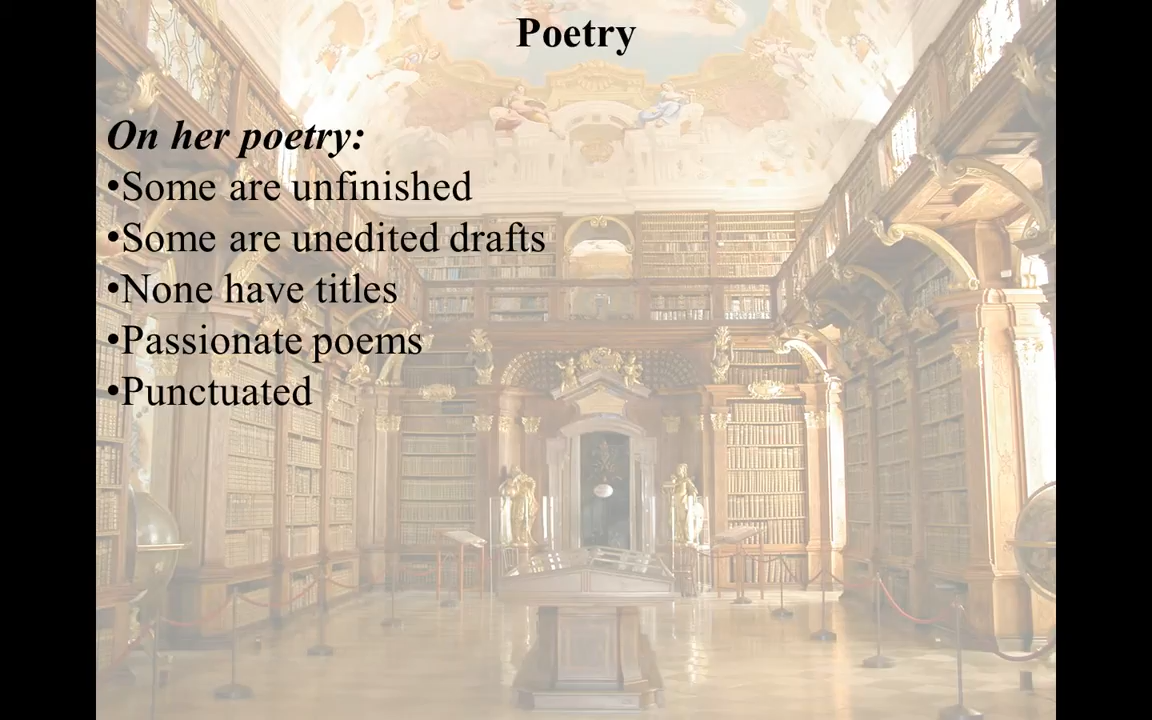 Poetry
On her poetry:
•Some are unfinished
•Some are unedited drafts
•None have titles
•Passionate poems
•Punctuated